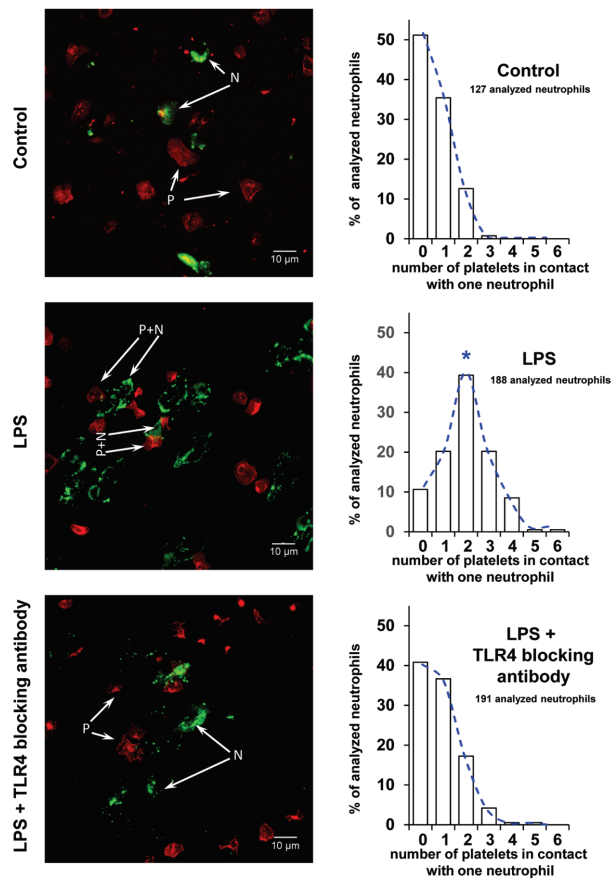 Control
N
P
10 µm
50
40
30
20
10
0
% of analyzed neutrophils
Control
127 analyzed neutrophils
0 1 2 3 4 5 6
number of platelets in contact
with one neutrophil
LPS
P+N
P+N
10 µm
50
40
30
20
10
0
% of analyzed neutrophils
*
LPS
188 analyzed neutrophils
0 1 2 3 4 5 6
number of platelets in contact
with one neutrophil
LPS + TLR4 blocking antibody
P
N
10 µm
50
40
30
20
10
0
% of analyzed neutrophils
LPS +
TLR4 blocking
antibody
191 analyzed neutrophils
0 1 2 3 4 5 6
number of platelets in contact
with one neutrophil